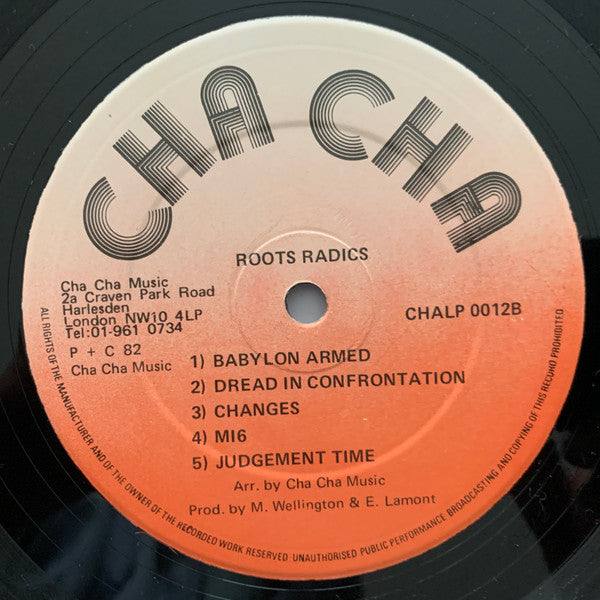 CHA CHA
ROOTS RADICS
Cha Cha Music
2a Craven Park Road
Harlesden
London NW10 4LP
Tel:01-961 0734
P + C 82
Cha Cha Music
CHALP 0012B
1) BABYLON ARMED
2) DREAD IN CONFRONTATION
3) CHANGES
4) MI6
5) JUDGEMENT TIME
Arr. by Cha Cha Music
Prod. by M. Wellington & E. Lamont
ALL RIGHTS OF THE MANUFACTURER AND OF THE OWNER OF THE RECORDED WORK RESERVED·UNAUTHORISED PUBLIC PERFORMANCE, BROADCASTING AND COPYING OF THIS RECORD PROHIBITED